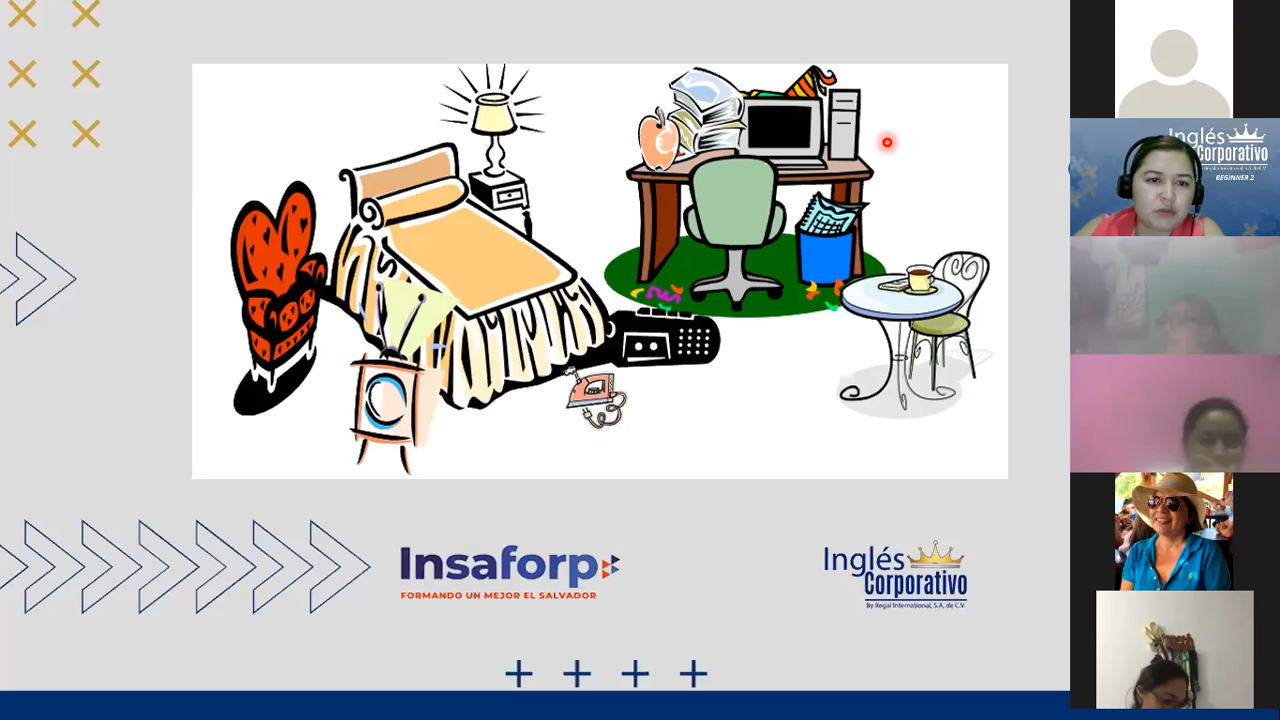 Insaforp
FORMANDO UN MEJOR EL SALVADOR
Inglés
Corporativo
By Regal International, S.A. de C.V.
Inglés
Corporativo
BEGINNER 2